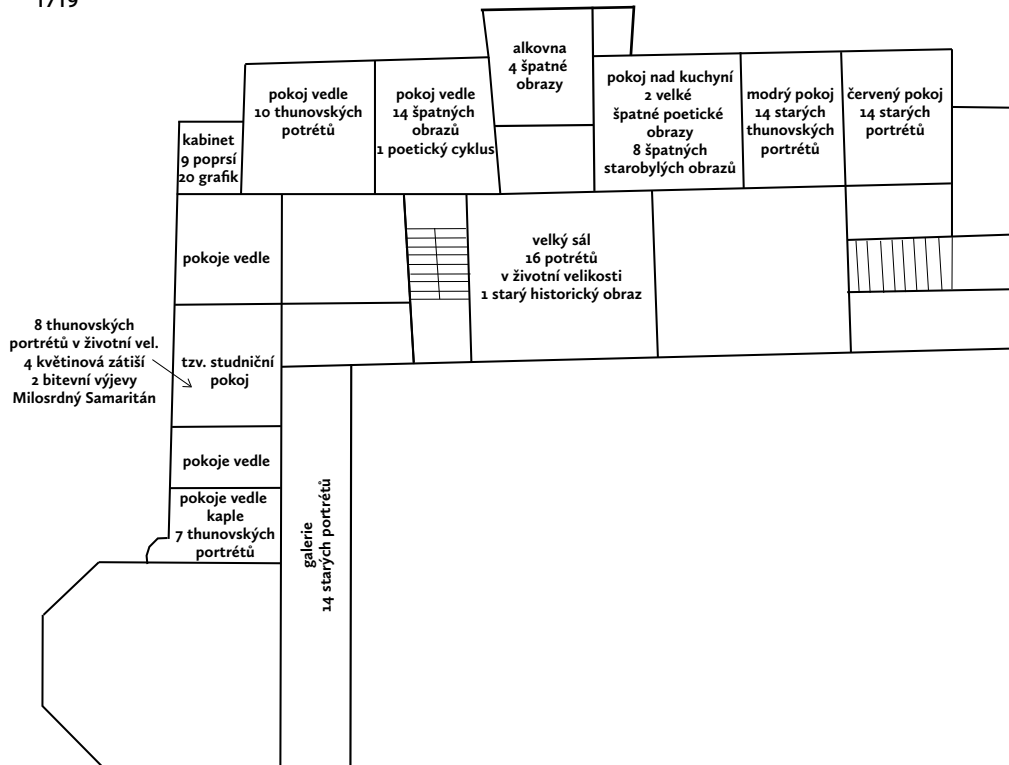 1719
alkovna
4 špatné
obrazy
pokoj vedle
10 thunovských
potrétů
pokoj vedle
14 špatných
obrazů
1 poetický cyklus
pokoj nad kuchyní
2 velké
špatné poetické
obrazy
8 špatných
starobylých obrazů
modrý pokoj
14 starých
thunovských
portrétů
červený pokoj
14 starých
portrétů
kabinet
9 poprsí
20 grafik
pokoje vedle
velký sál
16 potrétů
v životní velikosti
1 starý historický obraz
8 thunovských
portrétů v životní vel.
4 květinová zátiší
2 bitevní výjevy
Milosrdný Samaritán
tzv. studniční
pokoj
pokoje vedle
pokoje vedle
kaple
7 thunovských
portrétů
galerie
14 starých portrétů